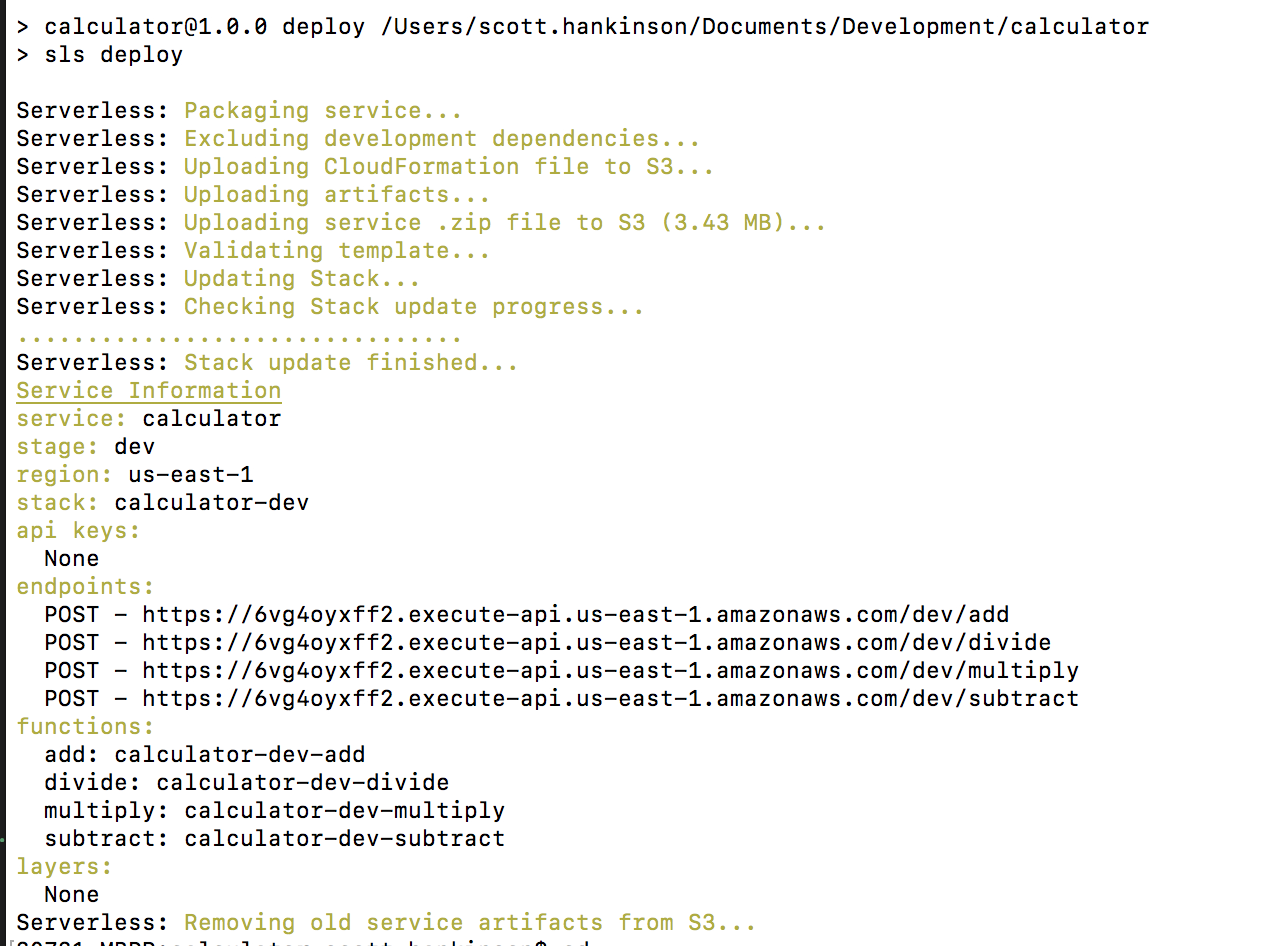 > calculator@1.0.0 deploy /Users/scott.hankinson/Documents/Development/calculator
> sls deploy
Serverless: Packaging service...
Serverless: Excluding development dependencies...
Serverless: Uploading CloudFormation file to S3...
Serverless: Uploading artifacts...
Serverless: Uploading service .zip file to S3 (3.43 MB)...
Serverless: Validating template...
Serverless: Updating Stack...
Serverless: Checking Stack update progress...
................................
Serverless: Stack update finished...
Service Information
service: calculator
stage: dev
region: us-east-1
stack: calculator-dev
api keys:
  None
endpoints:
  POST - https://6vg4oyxff2.execute-api.us-east-1.amazonaws.com/dev/add
  POST - https://6vg4oyxff2.execute-api.us-east-1.amazonaws.com/dev/divide
  POST - https://6vg4oyxff2.execute-api.us-east-1.amazonaws.com/dev/multiply
  POST - https://6vg4oyxff2.execute-api.us-east-1.amazonaws.com/dev/subtract
functions:
  add: calculator-dev-add
  divide: calculator-dev-divide
  multiply: calculator-dev-multiply
  subtract: calculator-dev-subtract
layers:
  None
Serverless: Removing old service artifacts from S3...